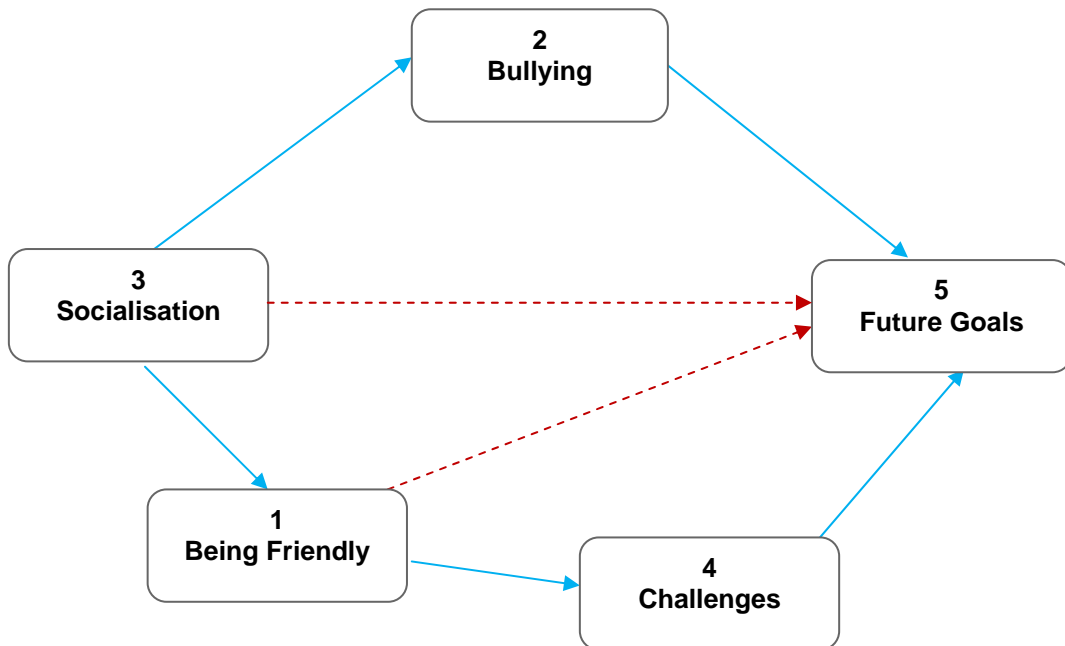 2
Bullying
3
Socialisation
5
Future Goals
1
Being Friendly
4
Challenges